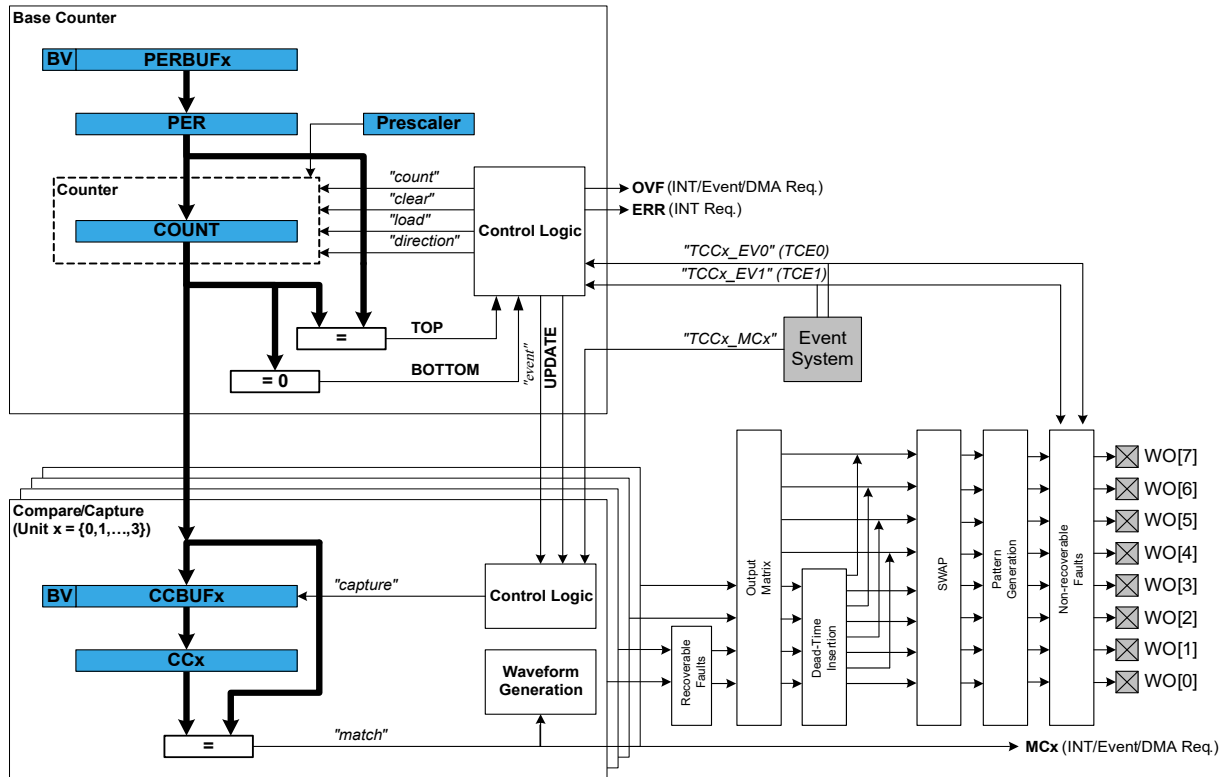 Base Counter
BV PERBUFx
PER
Prescaler
Counter
COUNT
"count"
"clear"
"load"
"direction"
Control Logic
OVF (INT/Event/DMA Req.)
ERR (INT Req.)
"TCCx_EV0" (TCE0)
"TCCx_EV1" (TCE1)
"TCCx_MCx"
Event
System
=
TOP
= 0
BOTTOM
"event"
UPDATE
Compare/Capture
(Unit x = {0,1,…,3})
BV CCBUFx
"capture"
Control Logic
CCx
Waveform
Generation
=
"match"
Recoverable
Faults
Output
Matrix
Dead-Time
Insertion
SWAP
Pattern
Generation
Non-recoverable
Faults
WO[7]
WO[6]
WO[5]
WO[4]
WO[3]
WO[2]
WO[1]
WO[0]
MCx (INT/Event/DMA Req.)